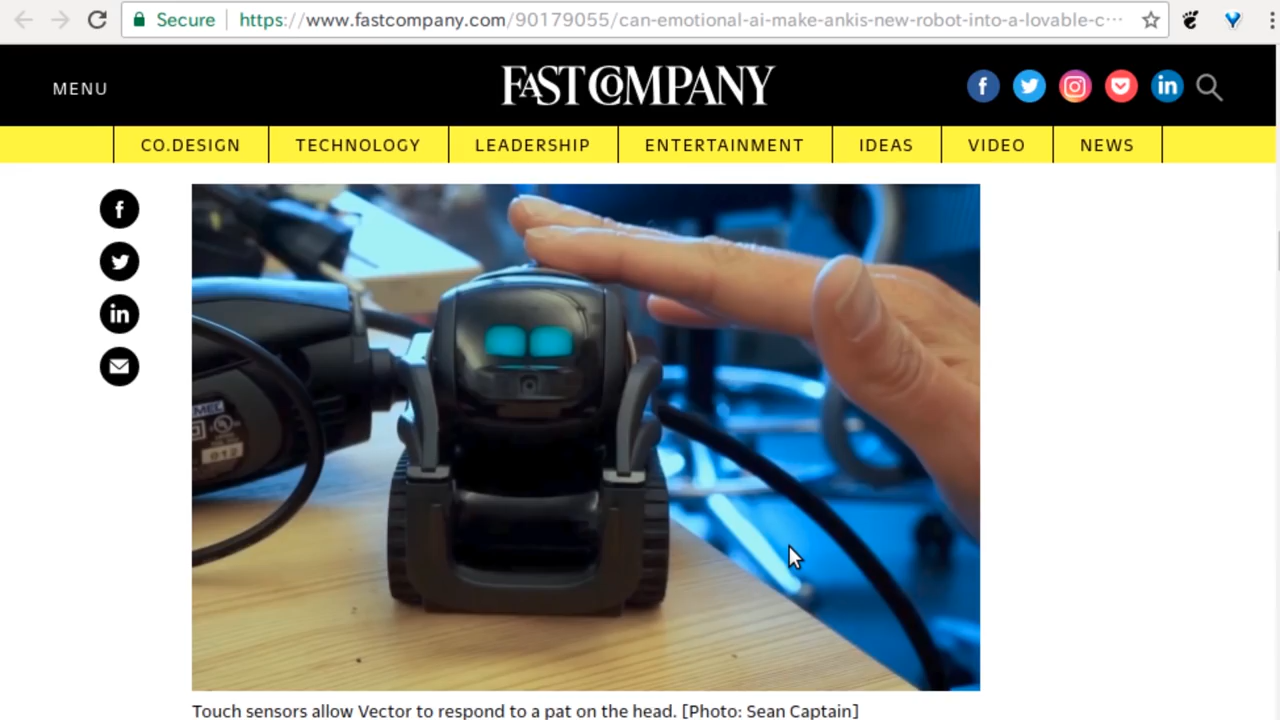 Secure https://www.fastcompany.com/90179055/can-emotional-ai-make-ankis-new-robot-into-a-lovable-c···
MENU
FAST COMPANY
CO.DESIGN TECHNOLOGY LEADERSHIP ENTERTAINMENT IDEAS VIDEO NEWS
012
Touch sensors allow Vector to respond to a pat on the head. [Photo: Sean Captain]